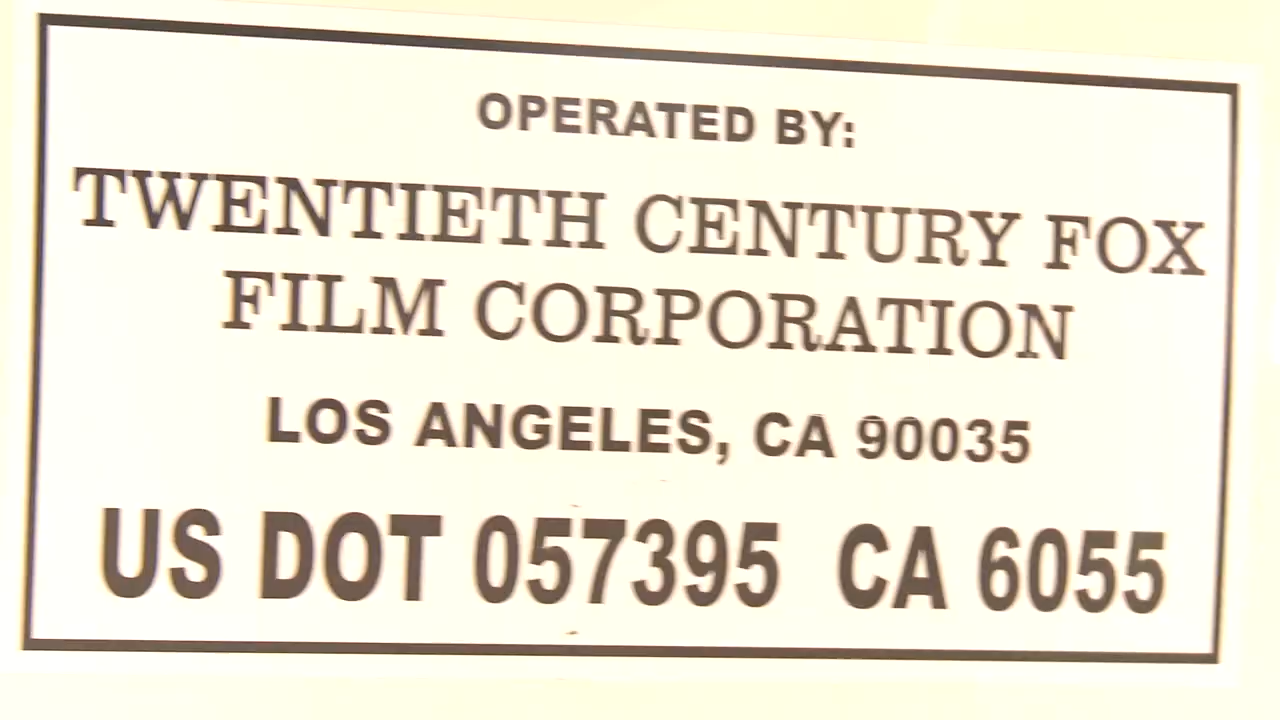 OPERATED BY:
TWENTIETH CENTURY FOX
FILM CORPORATION
LOS ANGELES, CA 90035
US DOT 057395 CA 6055